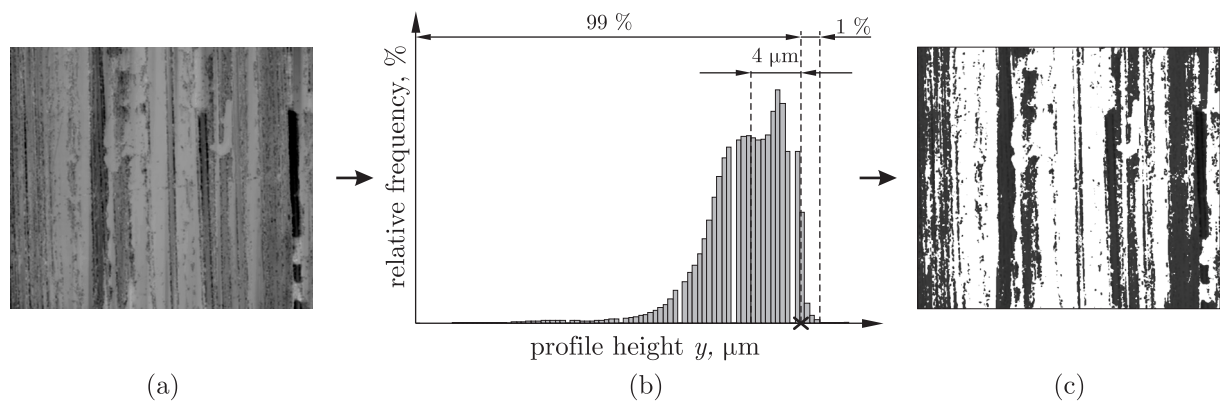 99 %
1 %
4 μm
relative frequency, %
profile height y, μm
(a)
(b)
(c)